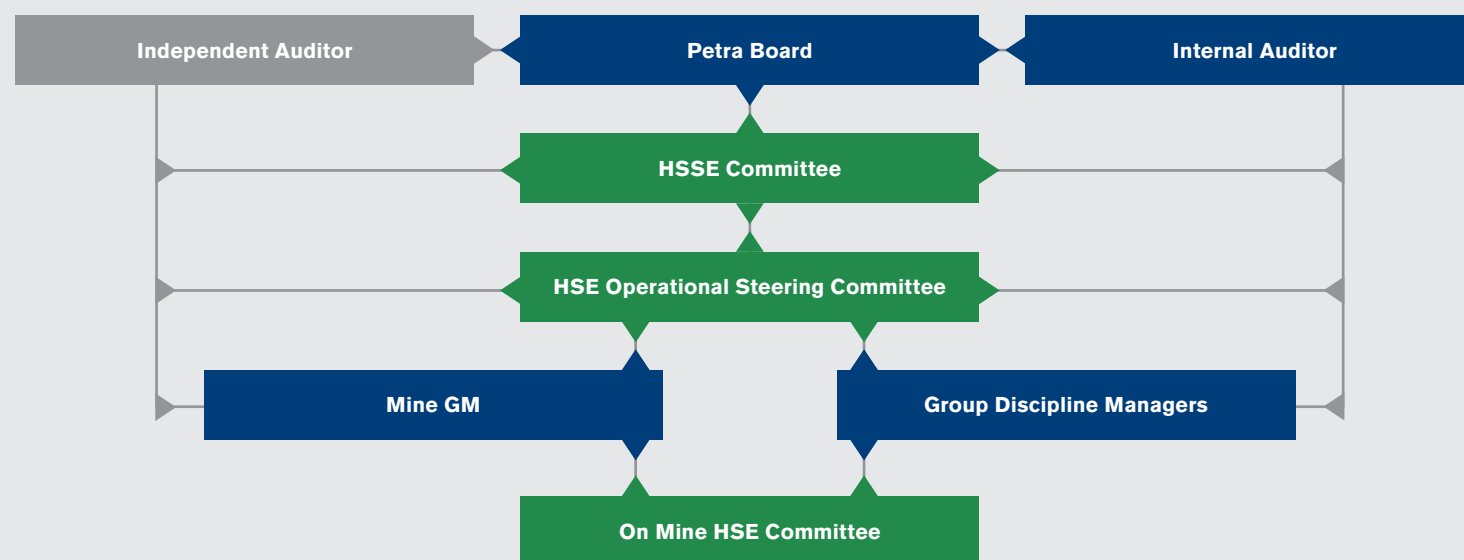 Independent Auditor
Petra Board
Internal Auditor
HSSE Committee
HSE Operational Steering Committee
Mine GM
Group Discipline Managers
On Mine HSE Committee